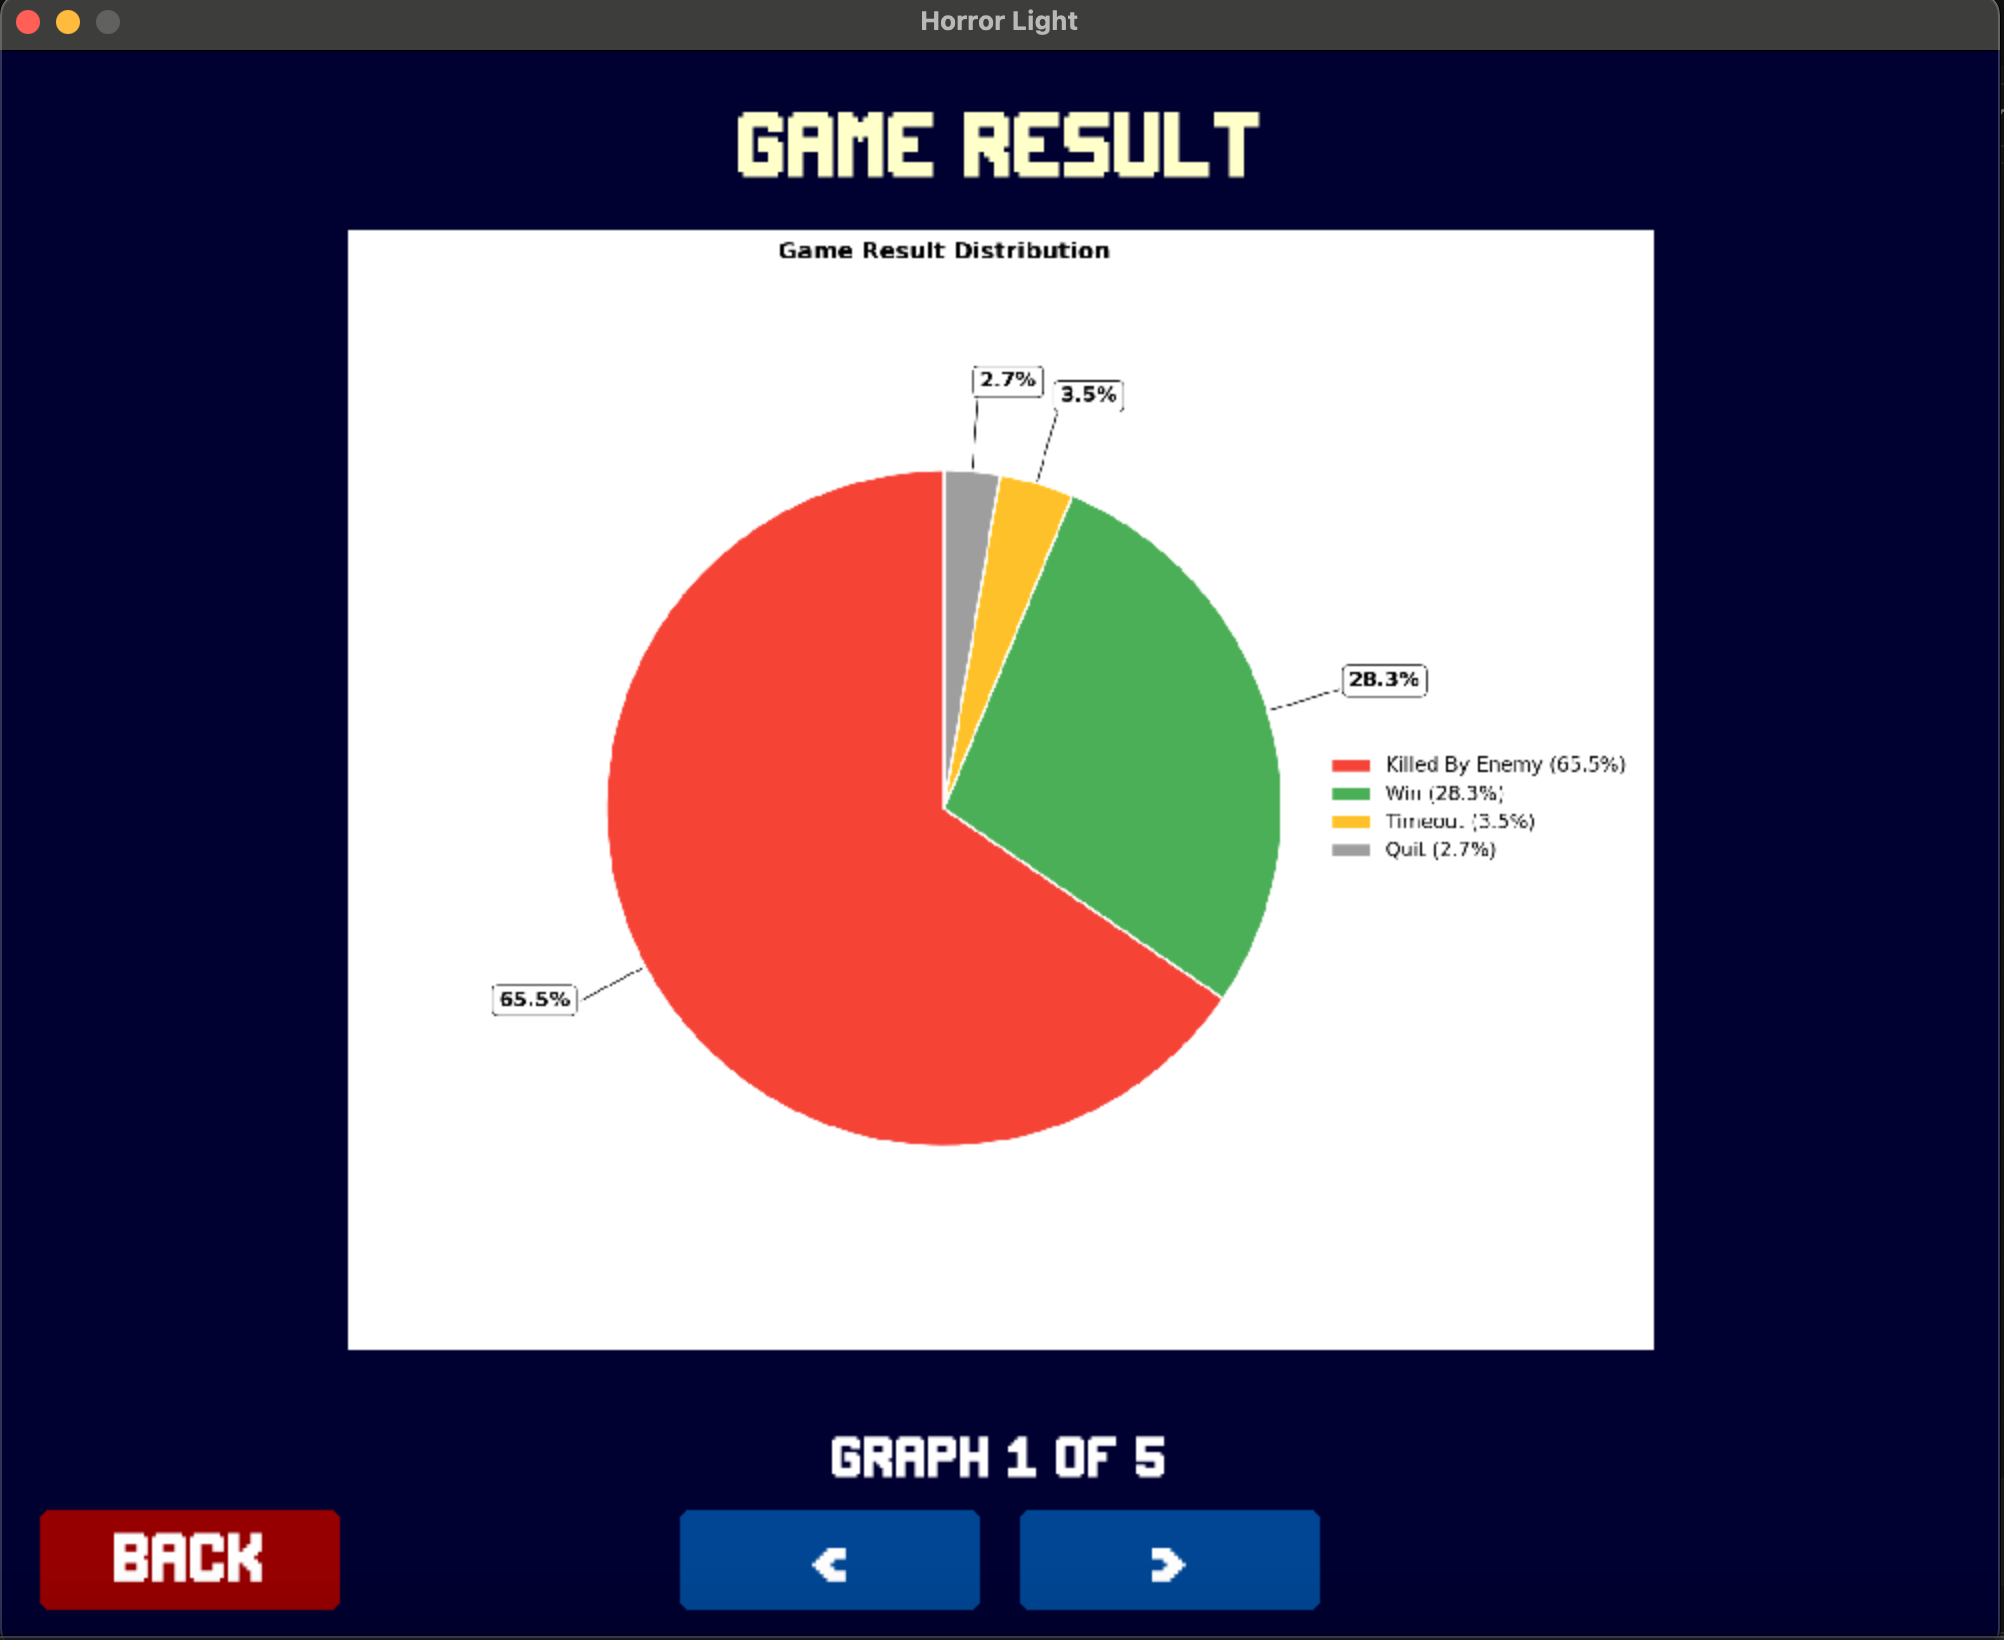 Horror Light
GAME RESULT
Game Result Distribution
2.7%
3.5%
28.3%
Killed By Enemy (65.5%)
Win (28.3%)
Timeout (3.5%)
Quit (2.7%)
65.5%
GRAPH 1 OF 5
BACK
<
>